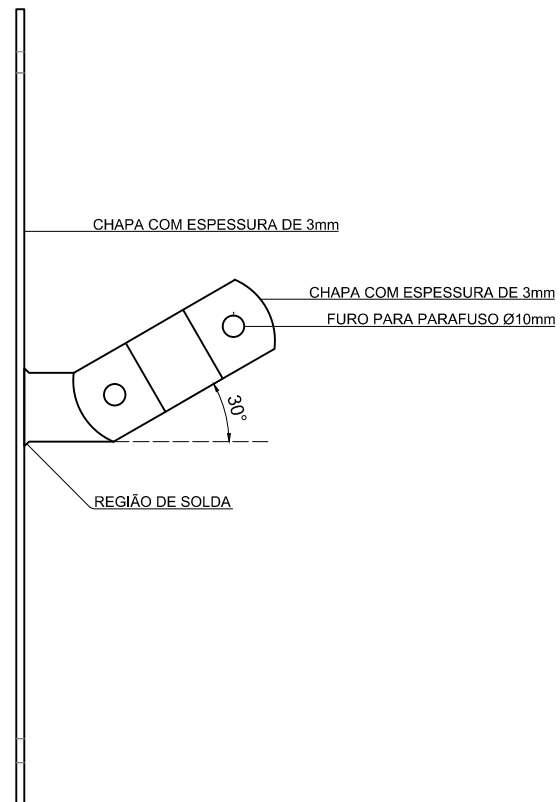 CHAPA COM ESPESSURA DE 3mm
CHAPA COM ESPESSURA DE 3mm
FURO PARA PARAFUSO Ø10mm
30°
REGIÃO DE SOLDA